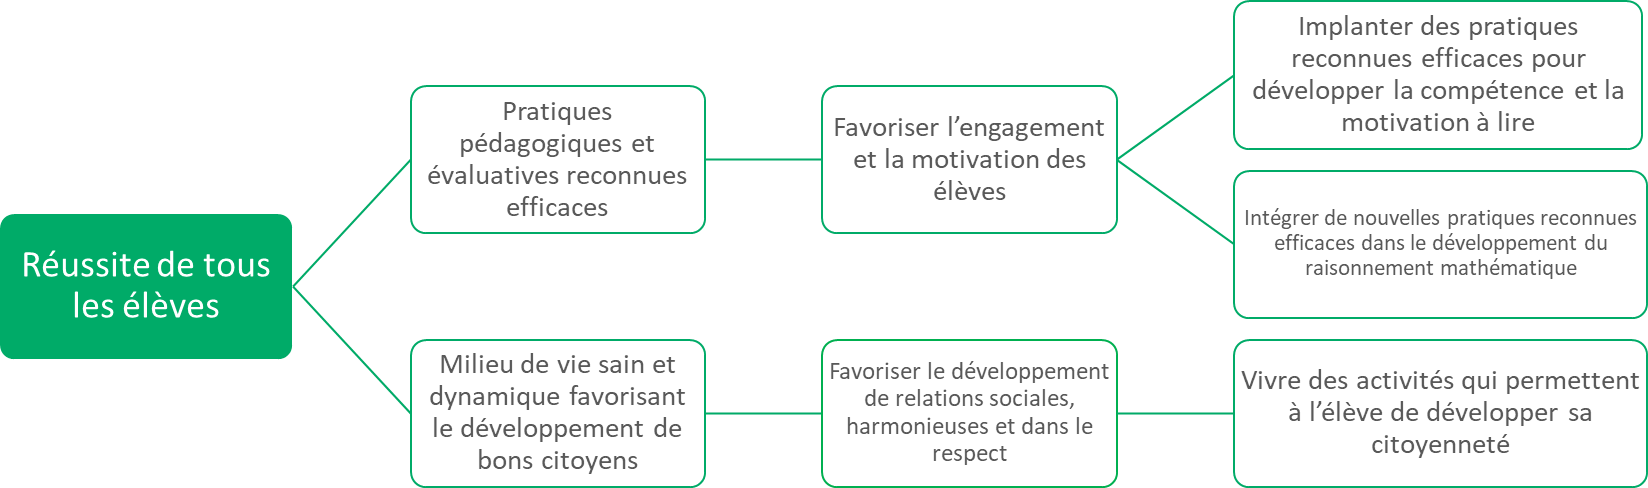 Réussite de tous
les élèves
Pratiques
pédagogiques et
évaluatives reconnues
efficaces
Favoriser l’engagement
et la motivation des
élèves
Implanter des pratiques
reconnues efficaces pour
développer la compétence et la
motivation à lire
Intégrer de nouvelles pratiques reconnues
efficaces dans le développement du
raisonnement mathématique
Milieu de vie sain et
dynamique favorisant
le développement de
bons citoyens
Favoriser le développement
de relations sociales,
harmonieuses et dans le
respect
Vivre des activités qui permettent
à l’élève de développer sa
citoyenneté